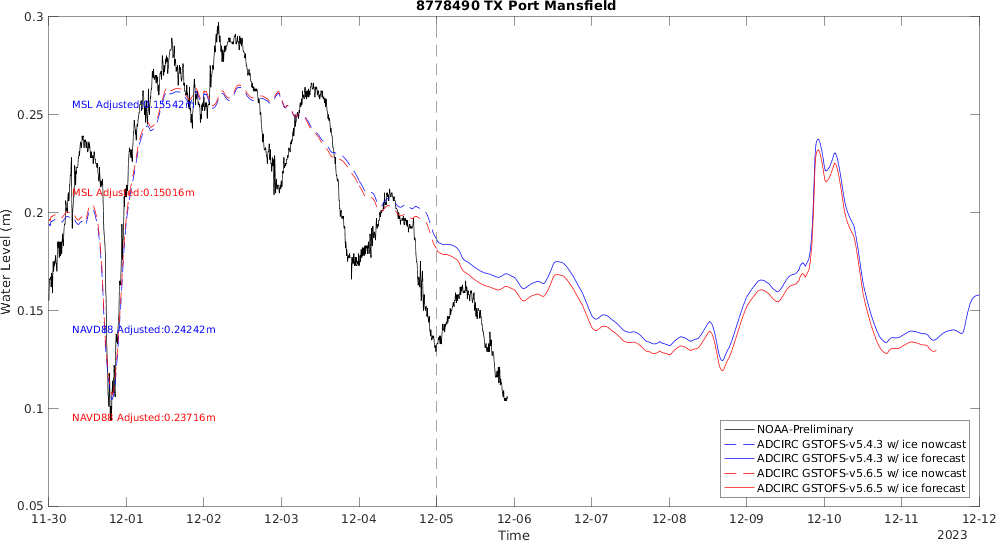 8778490 TX Port Mansfield
0.3
0.25
0.2
0.15
0.1
0.05
Water Level (m)
MSL Adjusted:0.15542m
MSL Adjusted:0.15016m
NAVD88 Adjusted:0.24242m
NAVD88 Adjusted:0.23716m
NOAA-Preliminary
ADCIRC GSTOFS-v5.4.3 w/ ice nowcast
ADCIRC GSTOFS-v5.4.3 w/ ice forecast
ADCIRC GSTOFS-v5.6.5 w/ ice nowcast
ADCIRC GSTOFS-v5.6.5 w/ ice forecast
11-30 12-01 12-02 12-03 12-04 12-05 12-06 12-07 12-08 12-09 12-10 12-11 12-12
Time
2023